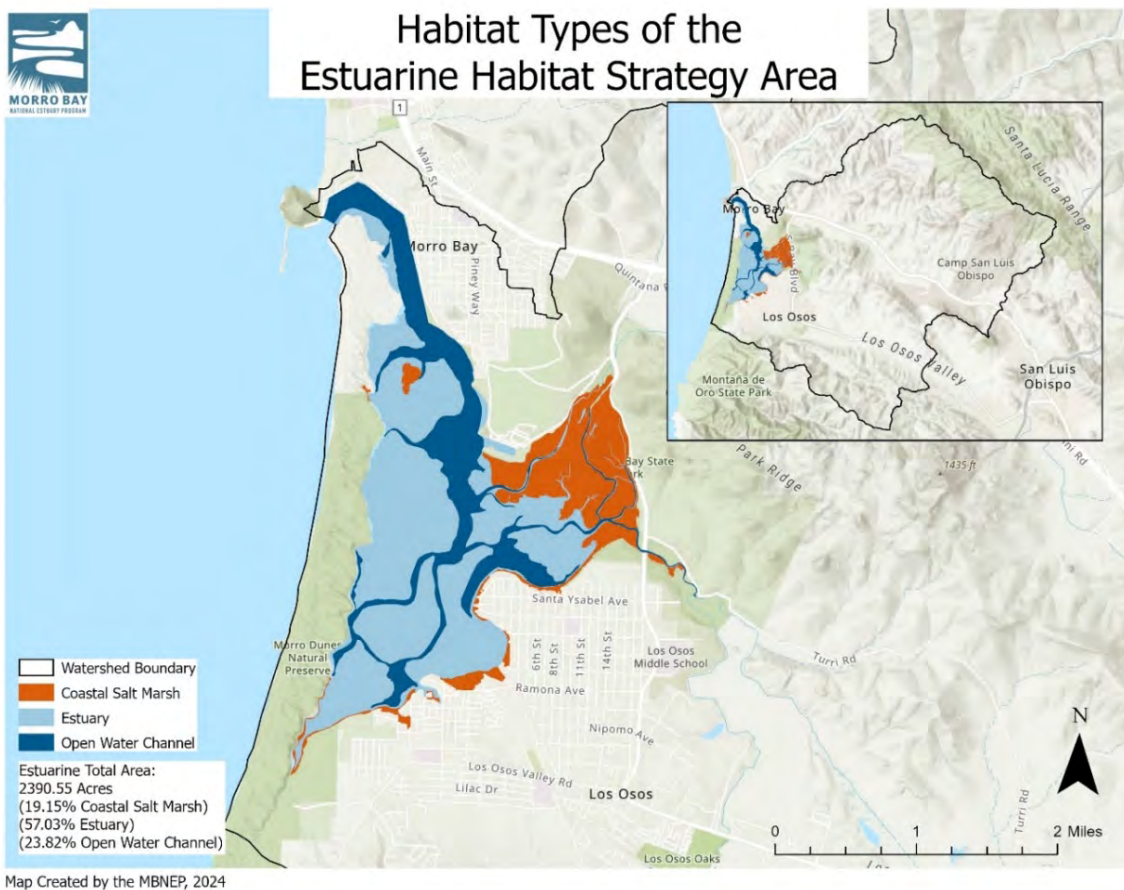 Habitat Types of the
Estuarine Habitat Strategy Area
MORRO BAY
NATIONAL ESTUARY PROGRAM
1
Main St
Morro Bay
Piney Way
Quintana
Bay State
Santa Ysabel Ave
6th St
8th St
11th St
14th St
Los Osos
Middle School
Ramona Ave
Turri Rd
Nipomo Ave
Los Osos Valley Rd
Lilac Dr
Los Osos
Los Osos Oaks
Turri Rd
Park Ridge
1435 ft
Morro Dunes
Natural
Preserve
Santa Lucia Range
Morro Bay
Blvd
Camp San Luis
Obispo
Los Osos
Los Osos Valley
Montaña de
Oro State Park
San Luis
Obispo
Watershed Boundary
Coastal Salt Marsh
Estuary
Open Water Channel
Estuarine Total Area:
2390.55 Acres
(19.15% Coastal Salt Marsh)
(57.03% Estuary)
(23.82% Open Water Channel)
N
0 1 2 Miles
Map Created by the MBNEP, 2024